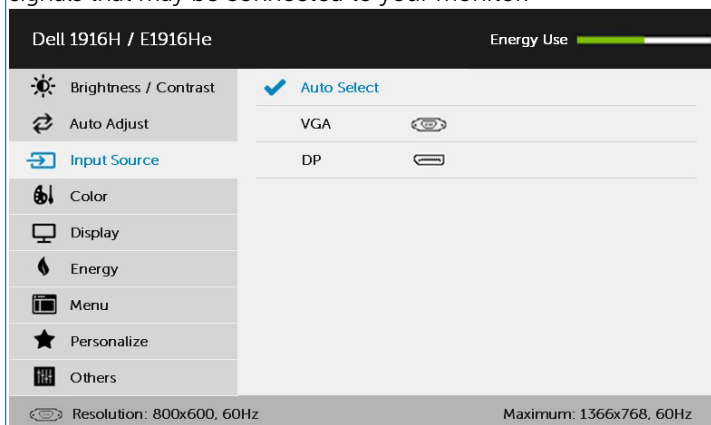 signals that may be connected to your monitor.
Dell 1916H / E1916He
Energy Use
Brightness / Contrast
Auto Select
Auto Adjust
VGA
Input Source
DP
Color
Display
Energy
Menu
Personalize
Others
Resolution: 800x600, 60Hz
Maximum: 1366x768, 60Hz